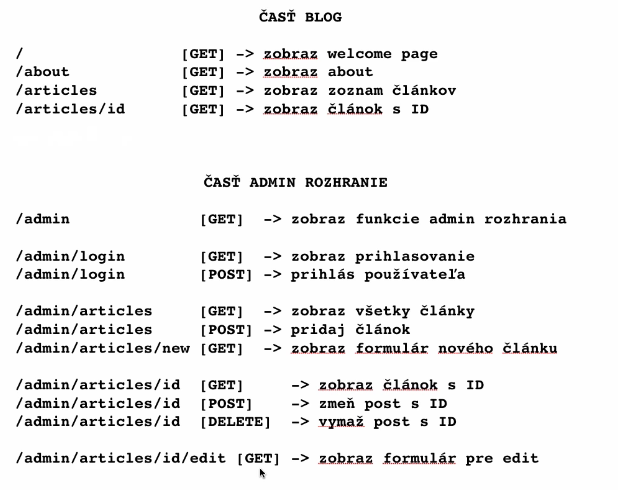 ČASŤ BLOG
/ [GET] -> zobraz welcome page
/about [GET] -> zobraz about
/articles [GET] -> zobraz zoznam článkov
/articles/id [GET] -> zobraz článok s ID
ČASŤ ADMIN ROZHRANIE
/admin [GET] -> zobraz funkcie admin rozhrania
/admin/login [GET] -> zobraz prihlasovanie
/admin/login [POST] -> prihlás používateľa
/admin/articles [GET] -> zobraz všetky články
/admin/articles [POST] -> pridaj článok
/admin/articles/new [GET] -> zobraz formulár nového článku
/admin/articles/id [GET] -> zobraz článok s ID
/admin/articles/id [POST] -> zmeň post s ID
/admin/articles/id [DELETE] -> vymaž post s ID
/admin/articles/id/edit [GET] -> zobraz formulár pre edit